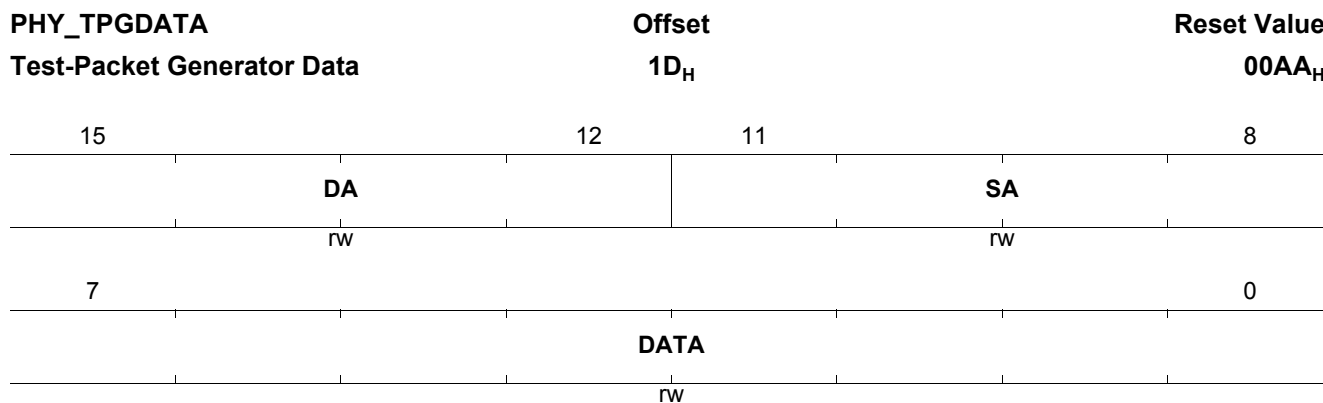 PHY_TPGDATA Offset Reset Value
Test-Packet Generator Data 1DH 00AAH
15 12 11 8
DA SA
rw rw
7 0
DATA
rw